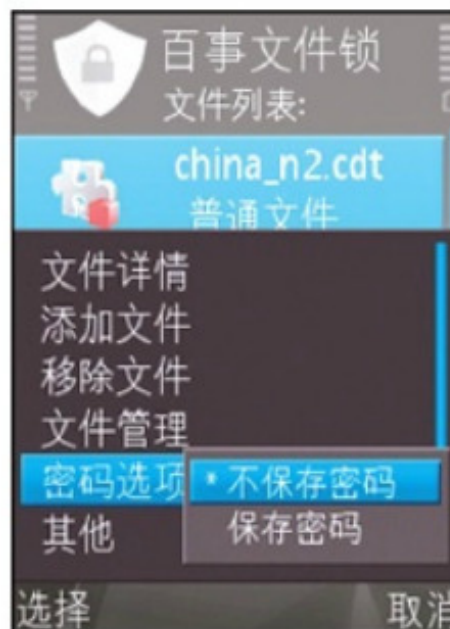 百事文件锁
文件列表:
china_n2.cdt
普通文件
文件详情
添加文件
移除文件
文件管理
密码选项
* 不保存密码
保存密码
其他
选择
取消